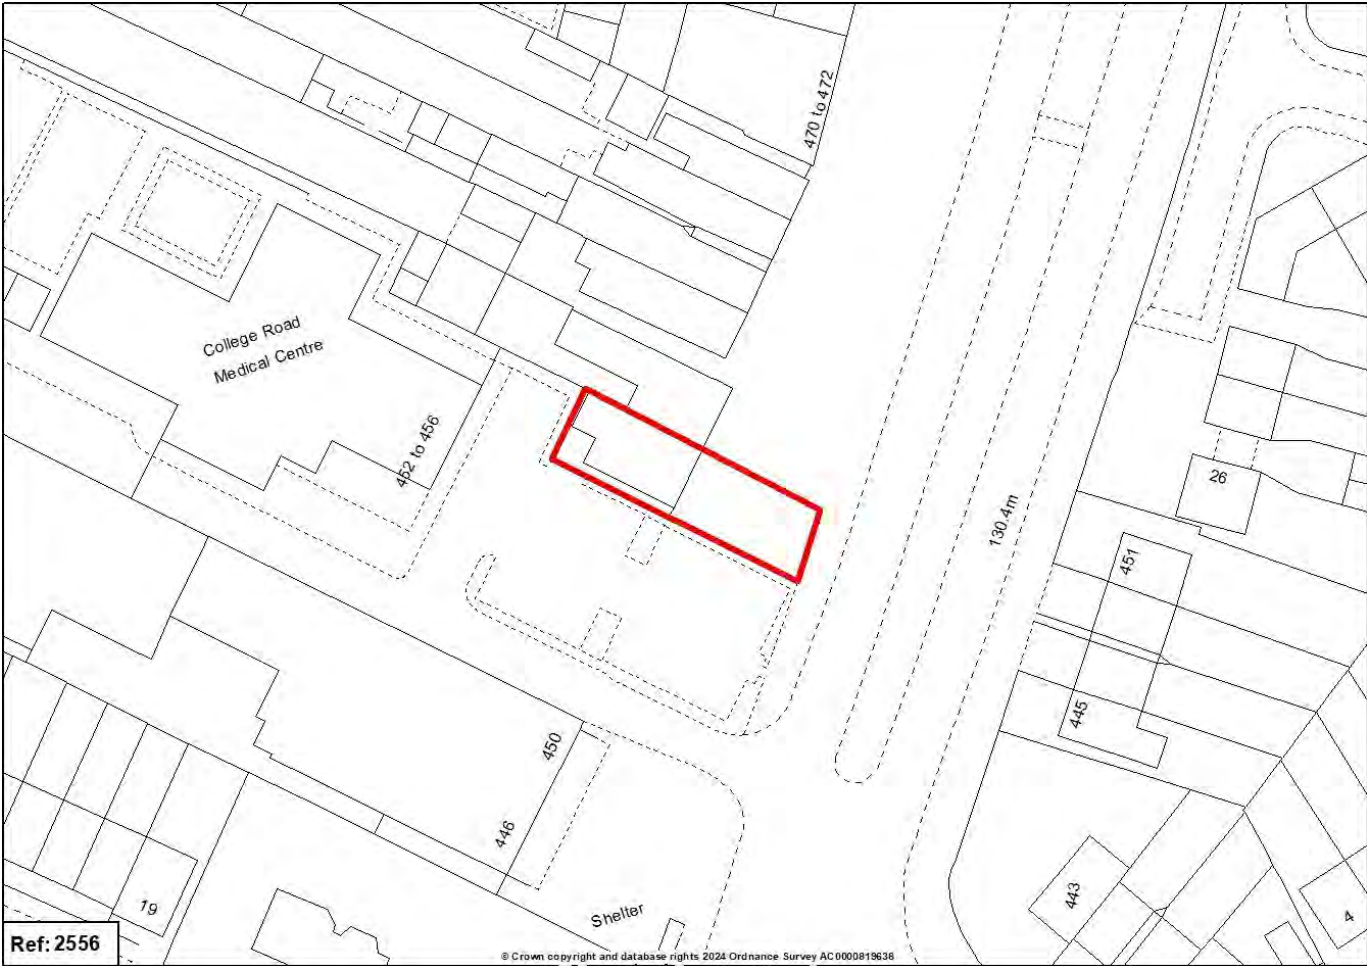 470 to 472
College Road
Medical Centre
452 to 456
26
130.4m
451
445
450
446
443
19
4
Shelter
Ref: 2556
© Crown copyright and database rights 2024 Ordnance Survey AC0000819636